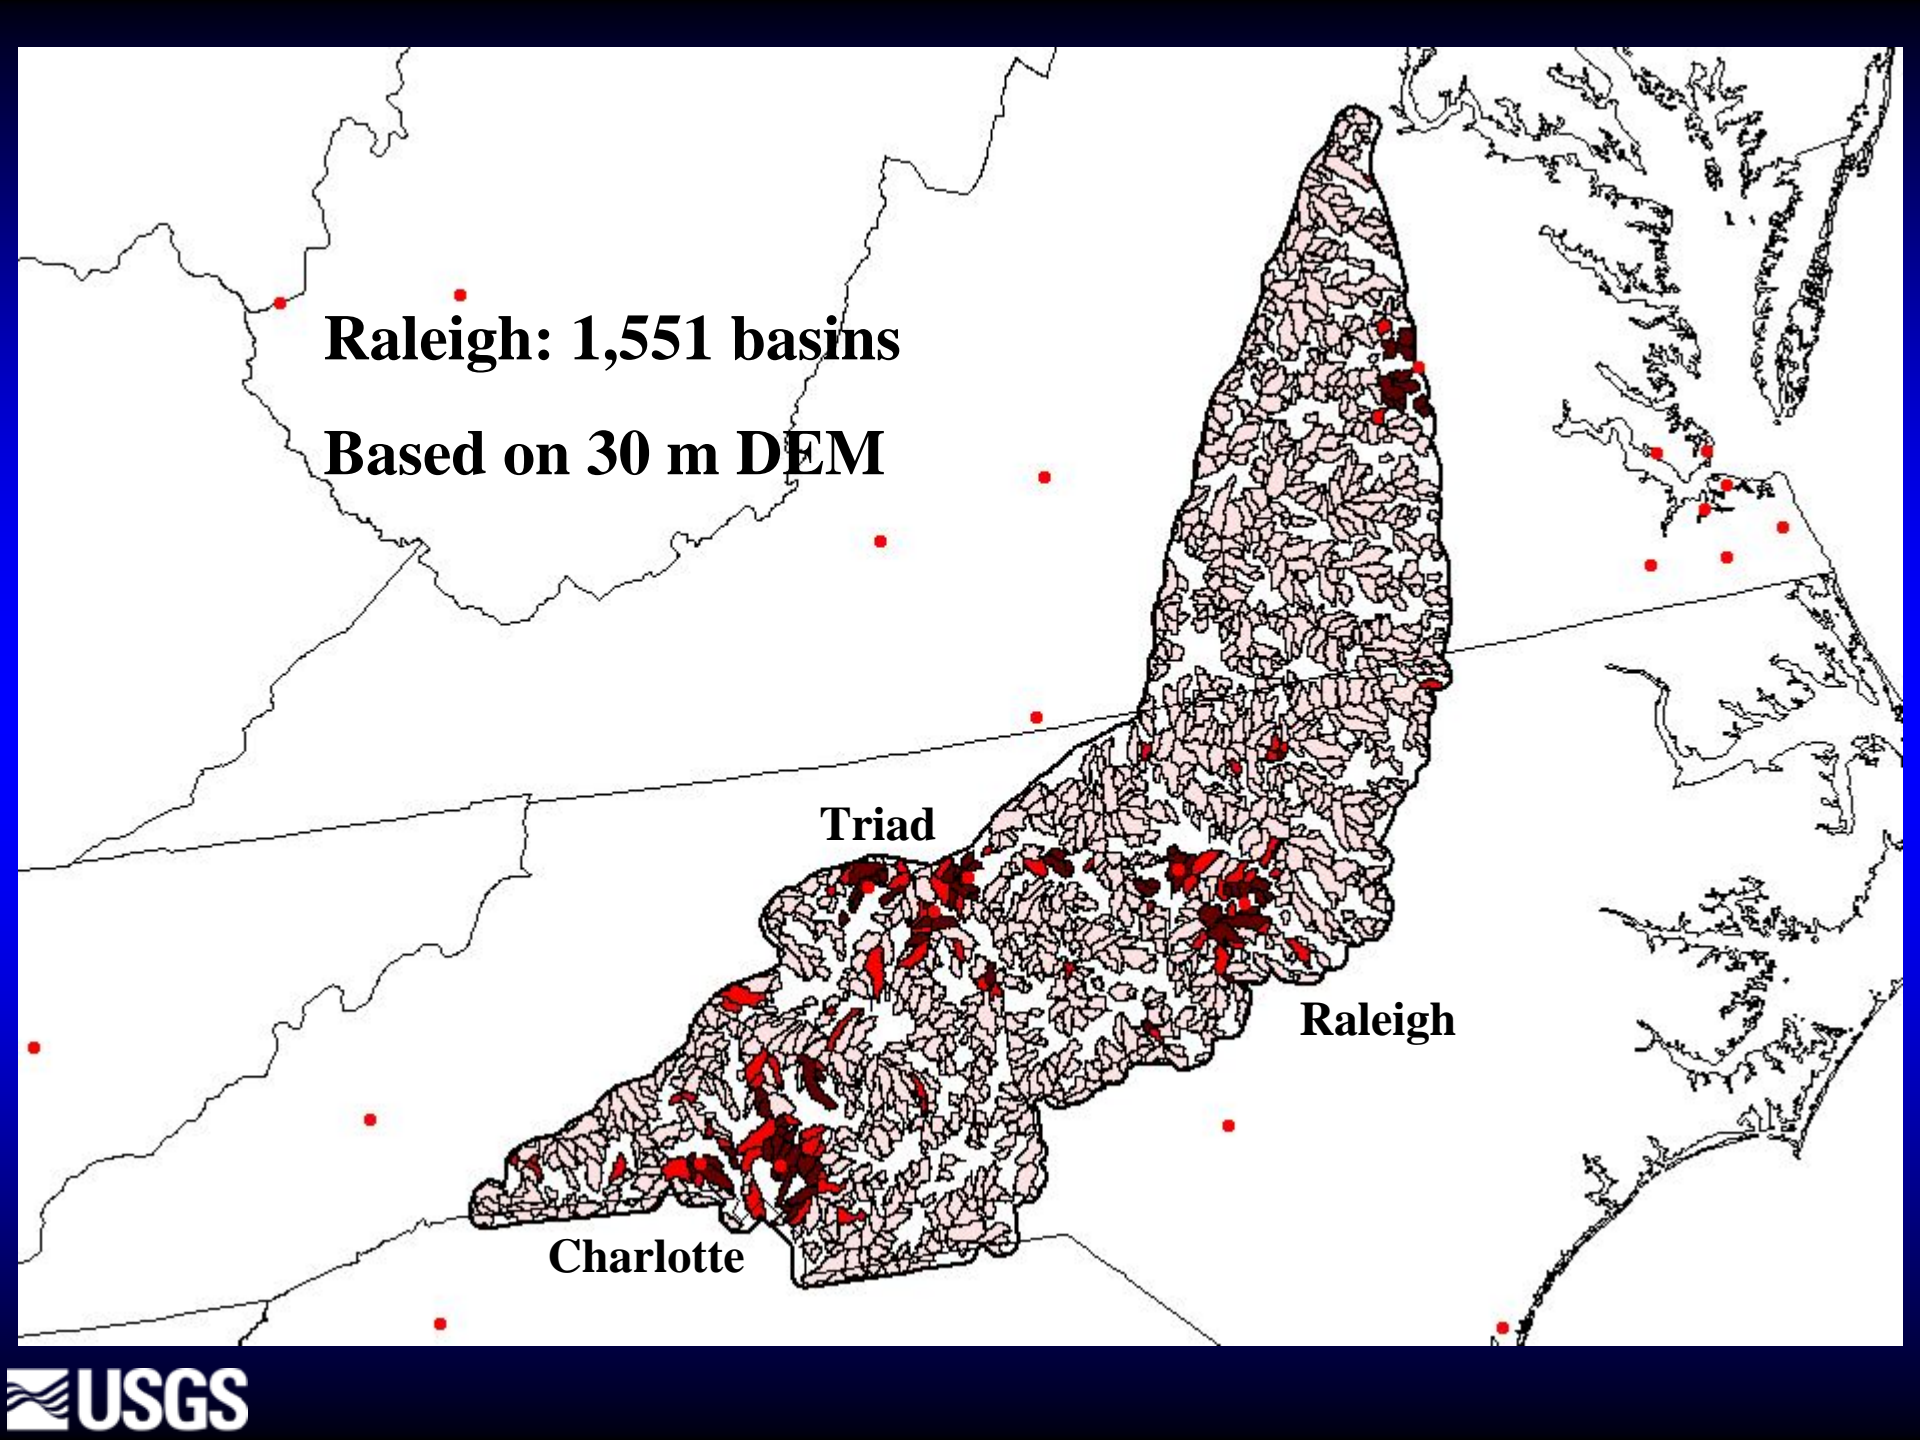 Raleigh: 1,551 basins
Based on 30 m DEM
Triad
Raleigh
Charlotte
USGS